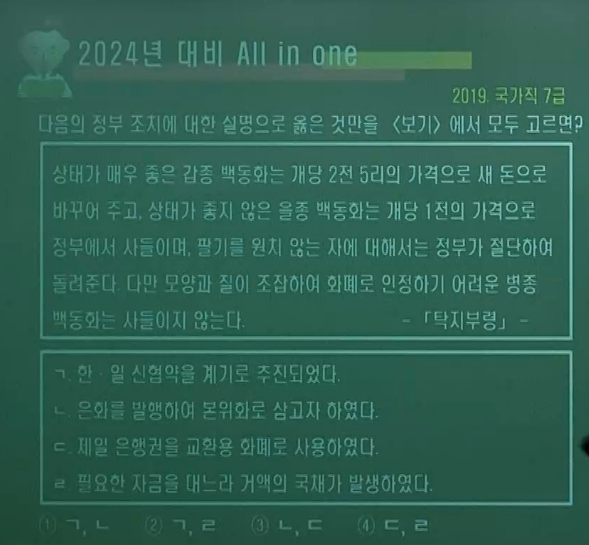 2024년 대비 All in one
2019. 국가직 7급
다음의 정부 조치에 대한 설명으로 옳은 것만을 <보기>에서 모두 고르면?
상태가 매우 좋은 갑종 백동화는 개당 2전 5리의 가격으로 새 돈으로
바꾸어 주고, 상태가 좋지 않은 을종 백동화는 개당 1전의 가격으로
정부에서 사들이며, 팔기를 원치 않는 자에 대해서는 정부가 절단하여
돌려준다. 다만 모양과 질이 조잡하여 화폐로 인정하기 어려운 병종
백동화는 사들이지 않는다. - 「탁지부령」 -
ㄱ. 한·일 신협약을 계기로 추진되었다.
ㄴ. 은화를 발행하여 본위화로 삼고자 하였다.
ㄷ. 제일 은행권을 교환용 화폐로 사용하였다.
ㄹ. 필요한 자금을 대느라 거액의 국채가 발생하였다.
① ㄱ, ㄴ ② ㄱ, ㄹ ③ ㄴ, ㄷ ④ ㄷ, ㄹ